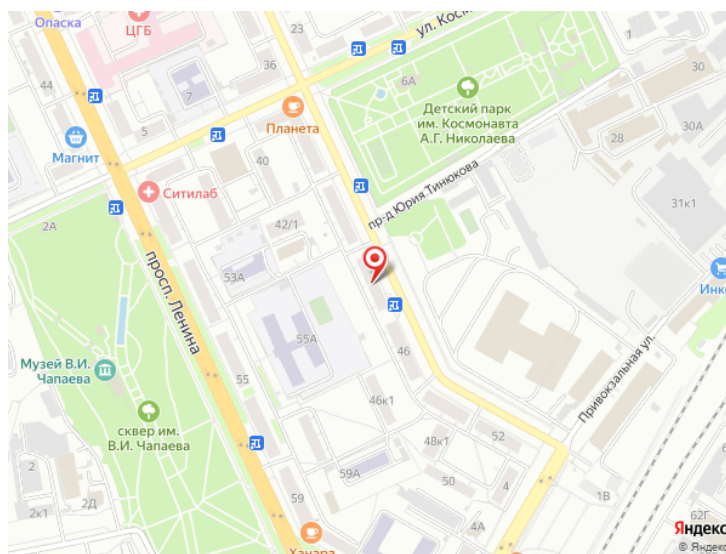 Опаска
ЦГБ
44
36
23
7
5
Магнит
Планета
40
ул. Косм
6А
Детский парк
им. Космонавта
А.Г. Николаева
1
30
30А
28
31к1
пр-д Юрия Тинюкова
Ситилаб
2А
42/1
53А
просп. Ленина
55А
55
Музей В.И.
Чапаева
сквер им.
В.И. Чапаева
46
46к1
48к1
52
50
4
4А
59А
59
Ханара
2
2к1
2Д
Инк
Привокзальная ул.
1В
62Г
Яндекс
© Яндекс